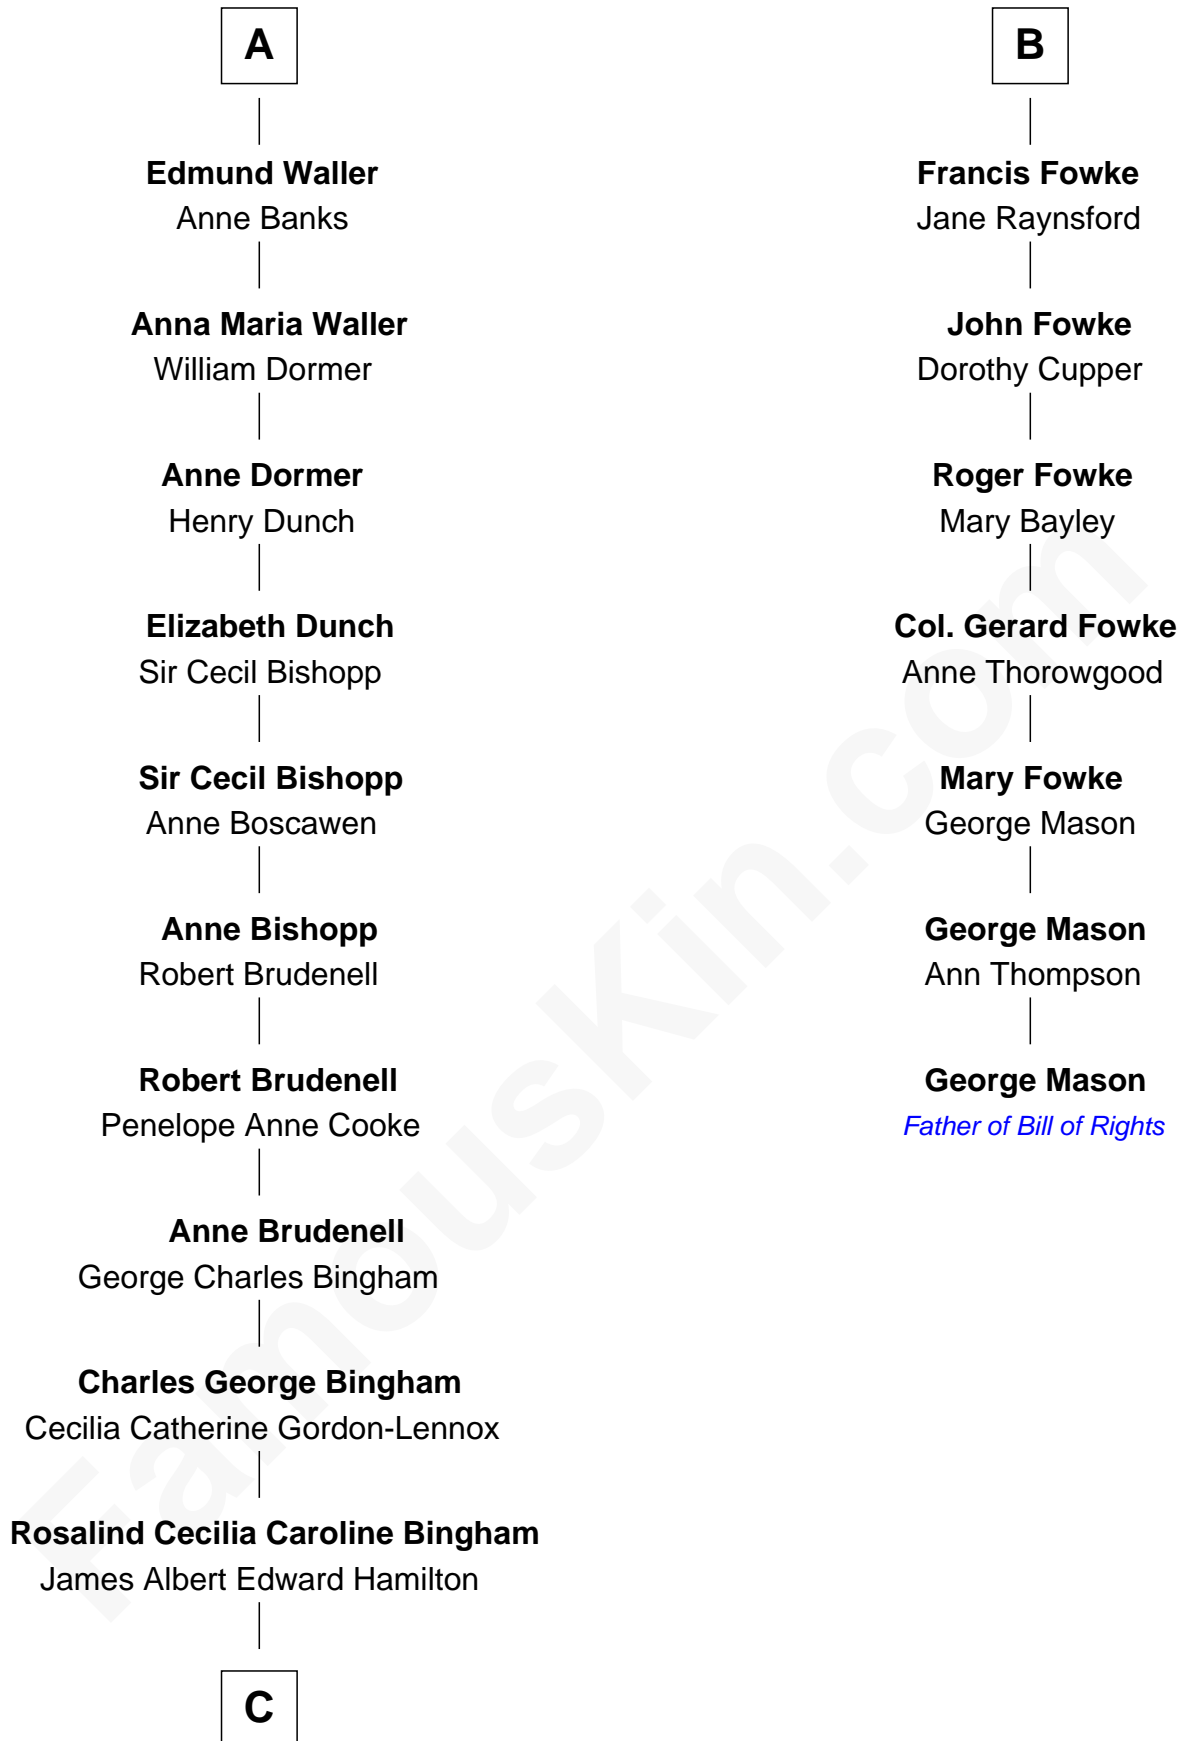 A
Edmund Waller
Anne Banks
Anna Maria Waller
William Dormer
Anne Dormer
Henry Dunch
Elizabeth Dunch
Sir Cecil Bishopp
Sir Cecil Bishopp
Anne Boscawen
Anne Bishopp
Robert Brudenell
Robert Brudenell
Penelope Anne Cooke
Anne Brudenell
George Charles Bingham
Charles George Bingham
Cecilia Catherine Gordon-Lennox
Rosalind Cecilia Caroline Bingham
James Albert Edward Hamilton
C
B
Francis Fowke
Jane Raynsford
John Fowke
Dorothy Cupper
Roger Fowke
Mary Bayley
Col. Gerard Fowke
Anne Thorowgood
Mary Fowke
George Mason
George Mason
Ann Thompson
George Mason
Father of Bill of Rights
FamousKin.com